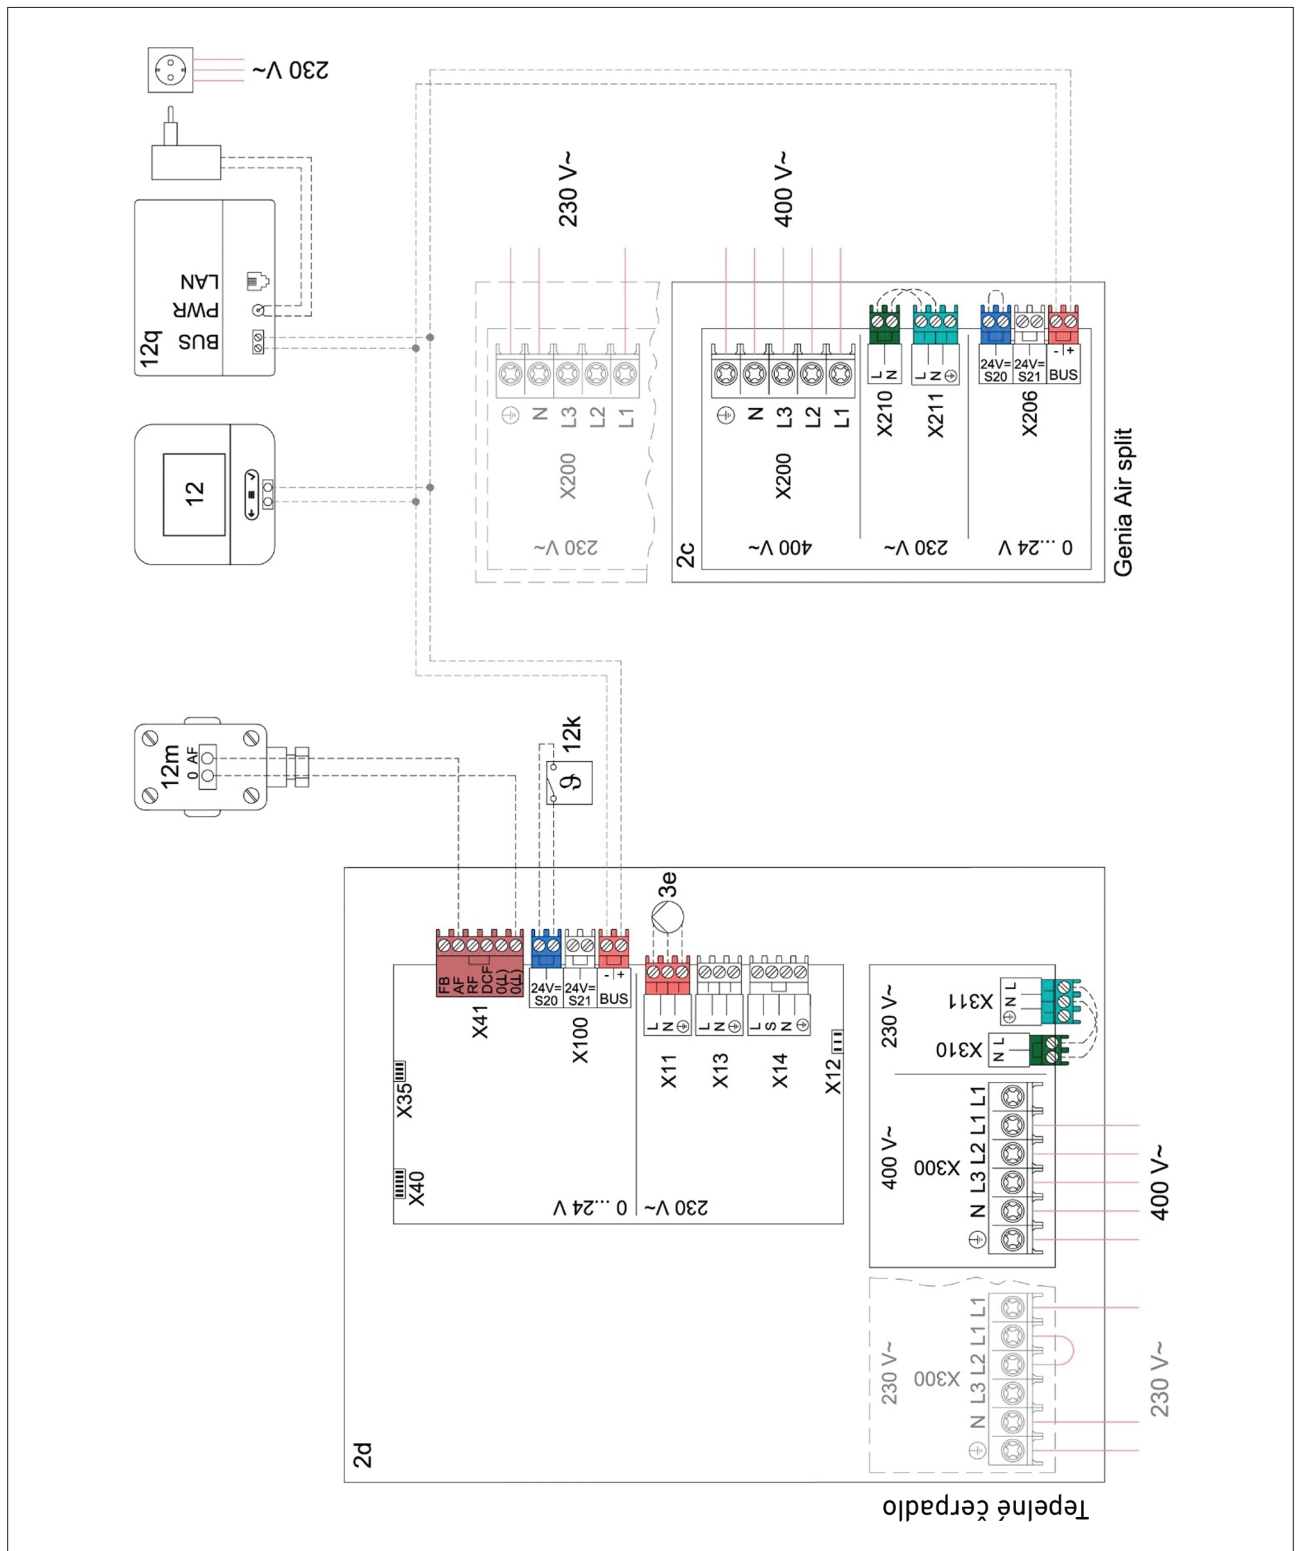 230 V~
12q
BUS
PWR
LAN
12
12m
0 AF
230 V~
X200
N
L3
L2
L1
230 V~
400 V~
2c
X200
N
L3
L2
L1
400 V~
X210
L
N
X211
L
N
230 V~
24V=
S20
24V=
S21
BUS
- +
X206
0...24 V
Genia Air split
12k
ϑ
2d
X35
X40
X41
FB
AF
RF
DCF
0(⊥)
0(⊥)
24V=
S20
24V=
S21
BUS
- +
X100
0...24 V
3e
X11
L
N
X13
L
N
X14
L
S
N
X12
230 V~
230 V~
X311
N L
X310
N L
400 V~
X300
N L3 L2 L1 L1
400 V~
230 V~
X300
N L3 L2 L1 L1
230 V~
Tepelné čerpadlo